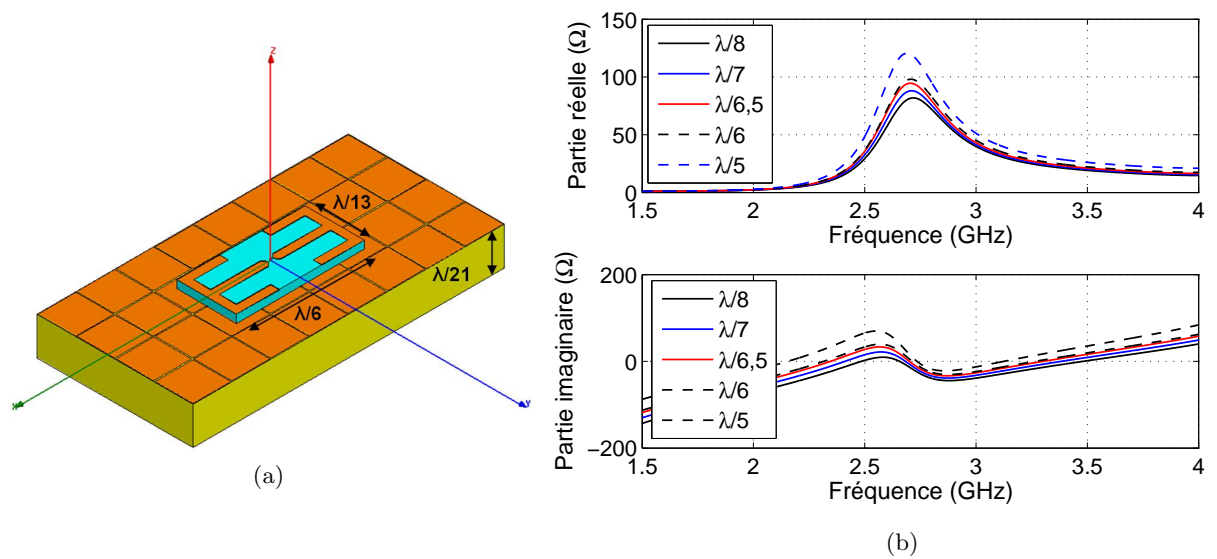 Z
λ/13
λ/21
λ/6
X
Y
(a)
Partie réelle (Ω)
150
100
50
0
λ/8
λ/7
λ/6,5
λ/6
λ/5
1.5 2 2.5 3 3.5 4
Fréquence (GHz)
Partie imaginaire (Ω)
200
0
−200
λ/8
λ/7
λ/6,5
λ/6
λ/5
1.5 2 2.5 3 3.5 4
Fréquence (GHz)
(b)